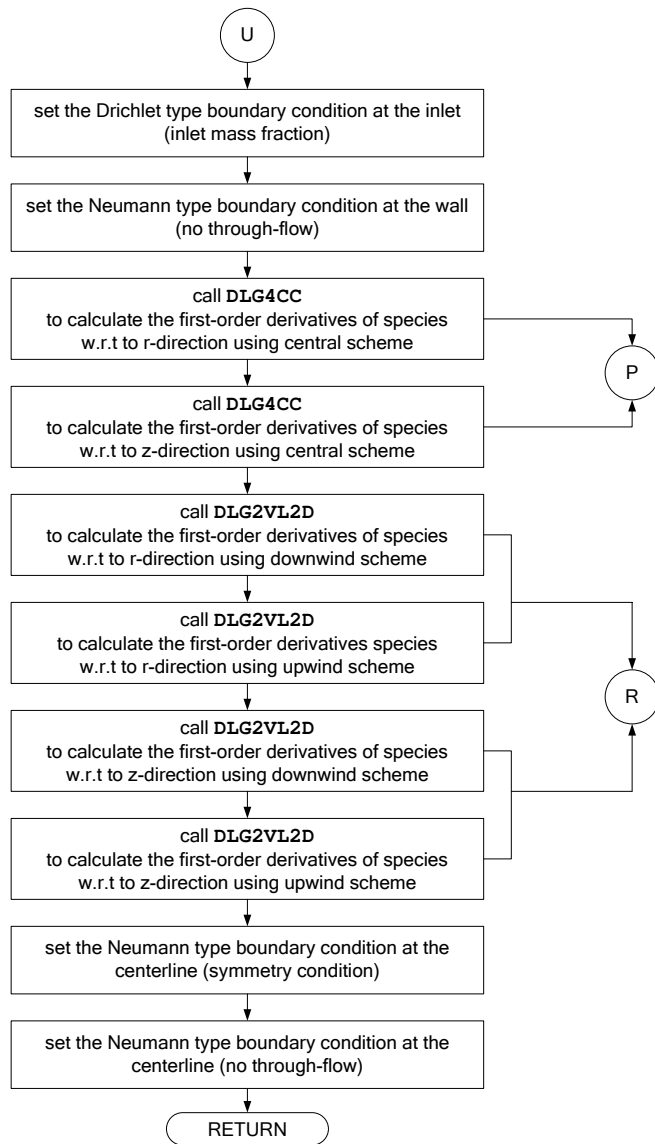 U
set the Drichlet type boundary condition at the inlet
(inlet mass fraction)
set the Neumann type boundary condition at the wall
(no through-flow)
call DLG4CC
to calculate the first-order derivatives of species
w.r.t to r-direction using central scheme
P
call DLG4CC
to calculate the first-order derivatives of species
w.r.t to z-direction using central scheme
call DLG2VL2D
to calculate the first-order derivatives of species
w.r.t to r-direction using downwind scheme
call DLG2VL2D
to calculate the first-order derivatives species
w.r.t to r-direction using upwind scheme
R
call DLG2VL2D
to calculate the first-order derivatives of species
w.r.t to z-direction using downwind scheme
call DLG2VL2D
to calculate the first-order derivatives of species
w.r.t to z-direction using upwind scheme
set the Neumann type boundary condition at the
centerline (symmetry condition)
set the Neumann type boundary condition at the
centerline (no through-flow)
RETURN